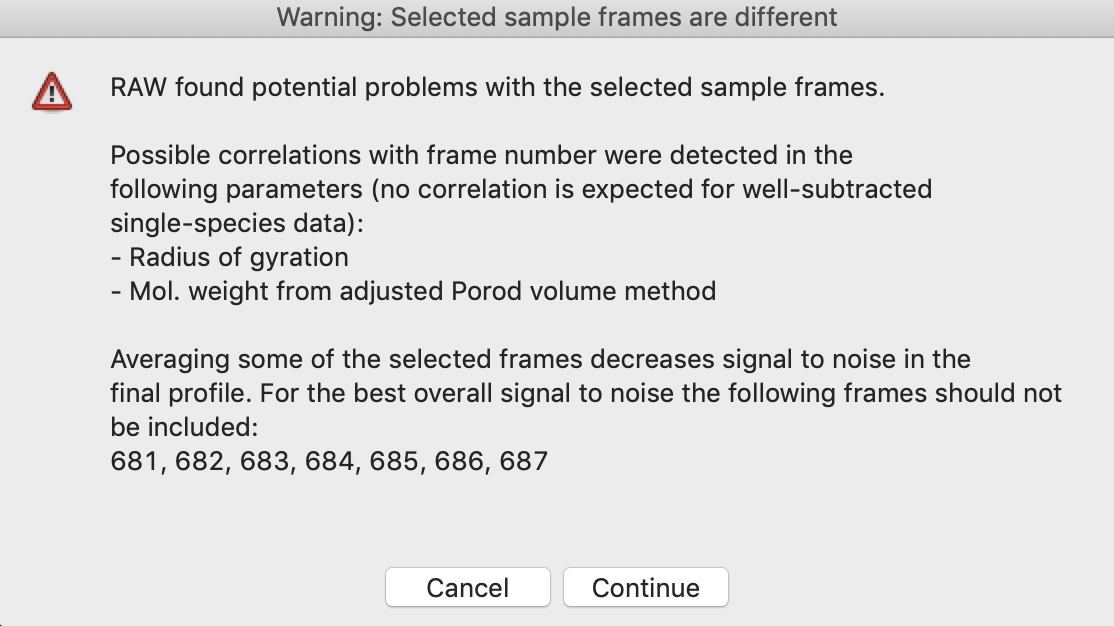 Warning: Selected sample frames are different
RAW found potential problems with the selected sample frames.
Possible correlations with frame number were detected in the
following parameters (no correlation is expected for well-subtracted
single-species data):
- Radius of gyration
- Mol. weight from adjusted Porod volume method
Averaging some of the selected frames decreases signal to noise in the
final profile. For the best overall signal to noise the following frames should not
be included:
681, 682, 683, 684, 685, 686, 687
Cancel Continue